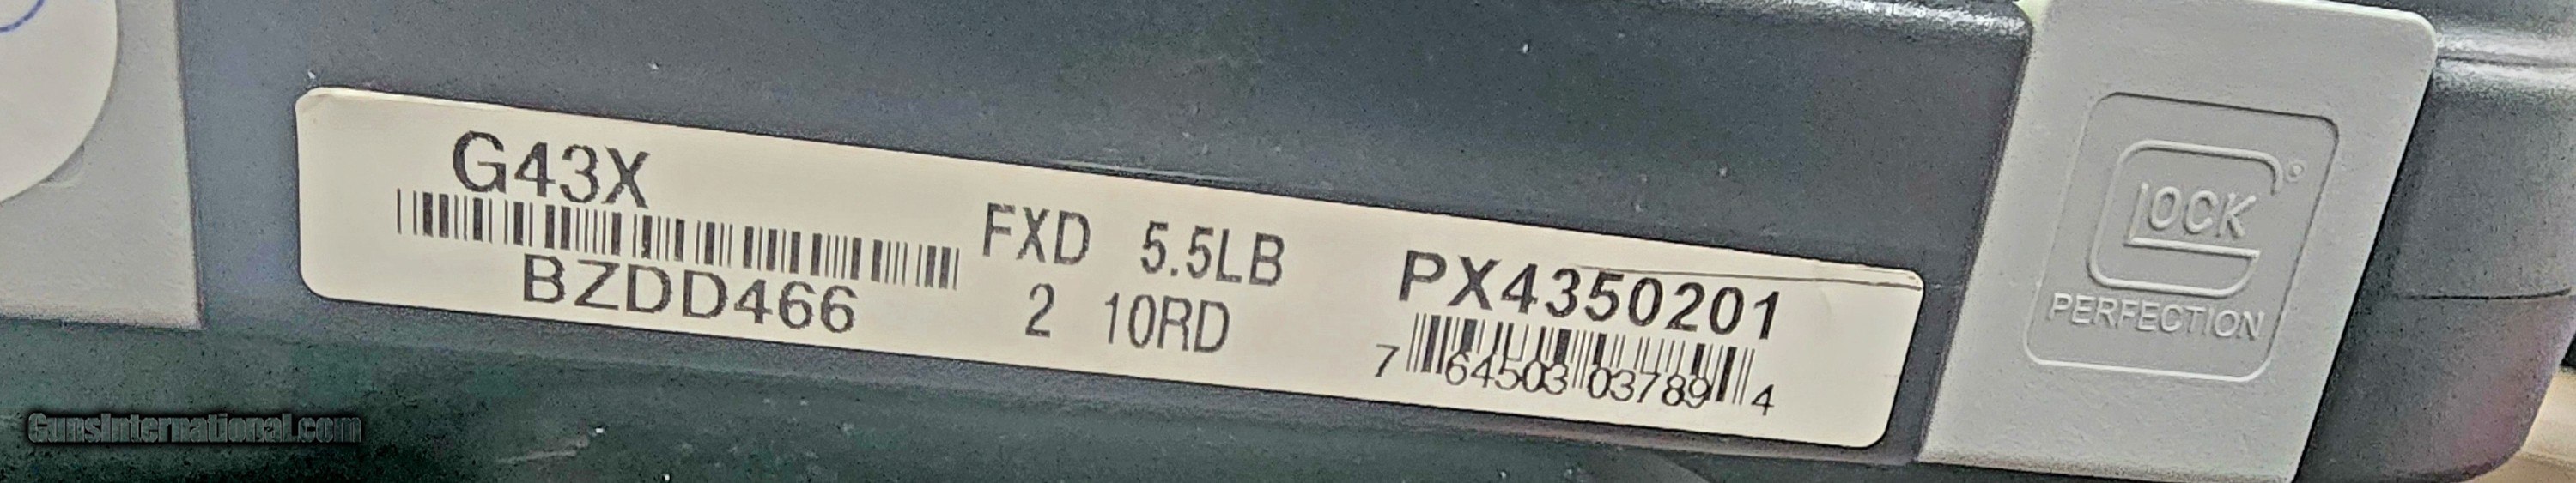 G43X
BZDD466
FXD 5.5LB
2 10RD
PX4350201
7 64503 03789 4
GLOCK
PERFECTION
GunsInternational.com